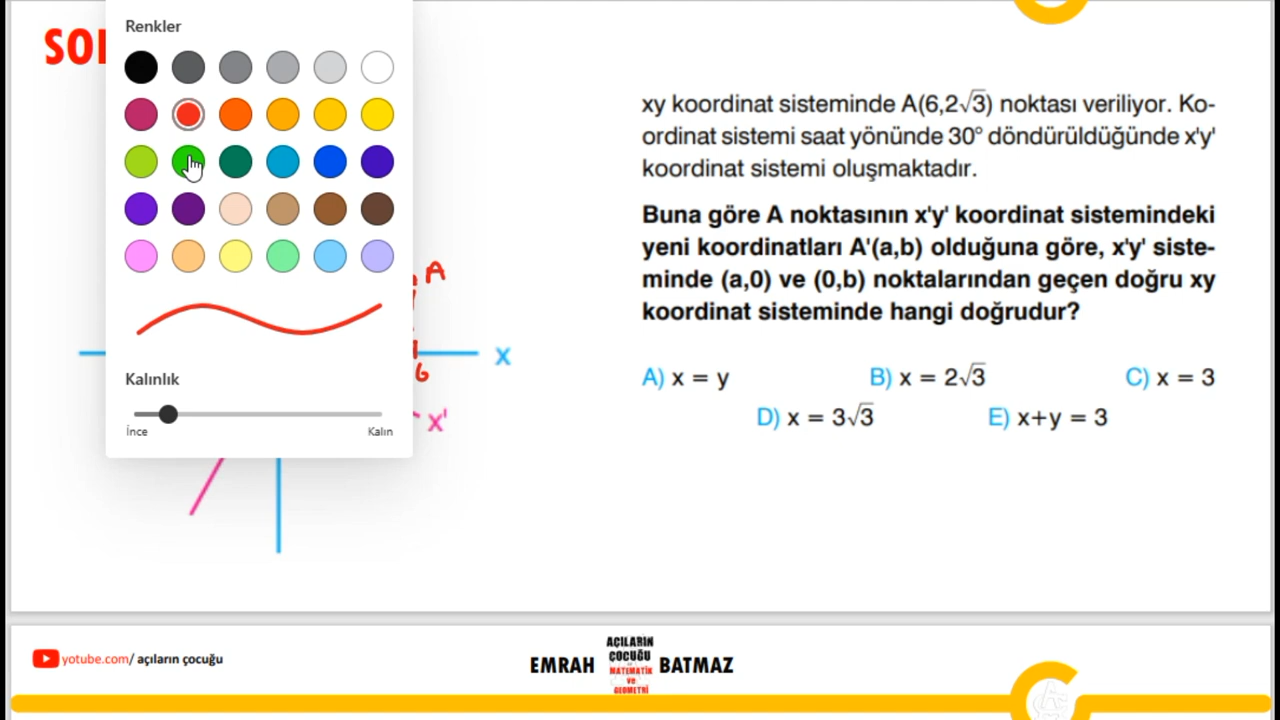 Renkler
xy koordinat sisteminde A(6,2√3) noktası veriliyor. Ko-
ordinat sistemi saat yönünde 30° döndürüldüğünde x'y'
koordinat sistemi oluşmaktadır.
Buna göre A noktasının x'y' koordinat sistemindeki
yeni koordinatları A'(a,b) olduğuna göre, x'y' siste-
minde (a,0) ve (0,b) noktalarından geçen doğru xy
koordinat sisteminde hangi doğrudur?
A
x
6
x'
A) x = y B) x = 2√3 C) x = 3
D) x = 3√3 E) x+y = 3
Kalınlık
İnce Kalın
yotube.com/ açıların çocuğu
EMRAH
AÇILARIN
ÇOCUĞU
MATEMATİK
ve
GEOMETRİ
BATMAZ